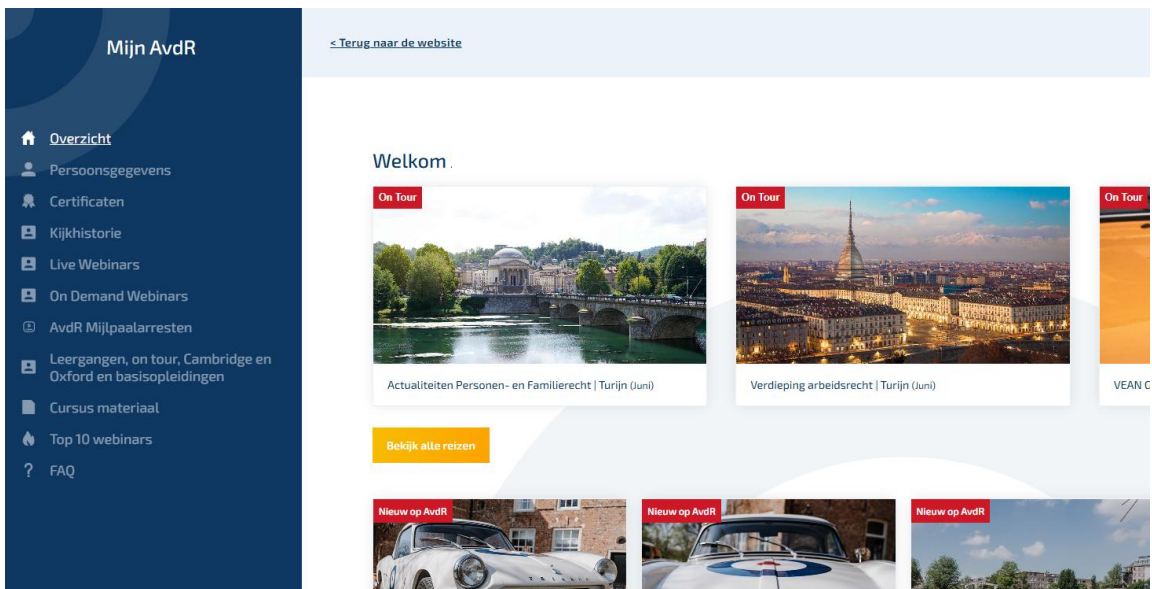 Mijn AvdR
< Terug naar de website
Overzicht
Persoonsgegevens
Certificaten
Kijkhistorie
Live Webinars
On Demand Webinars
AvdR Mijlpaalarresten
Leergangen, on tour, Cambridge en
Oxford en basisopleidingen
Cursus materiaal
Top 10 webinars
? FAQ
Welkom .
On Tour
On Tour
On Tour
Actualiteiten Personen- en Familierecht | Turijn (Juni)
Verdieping arbeidsrecht | Turijn (Juni)
VEAN
Bekijk alle reizen
Nieuw op AvdR
Nieuw op AvdR
Nieuw op AvdR